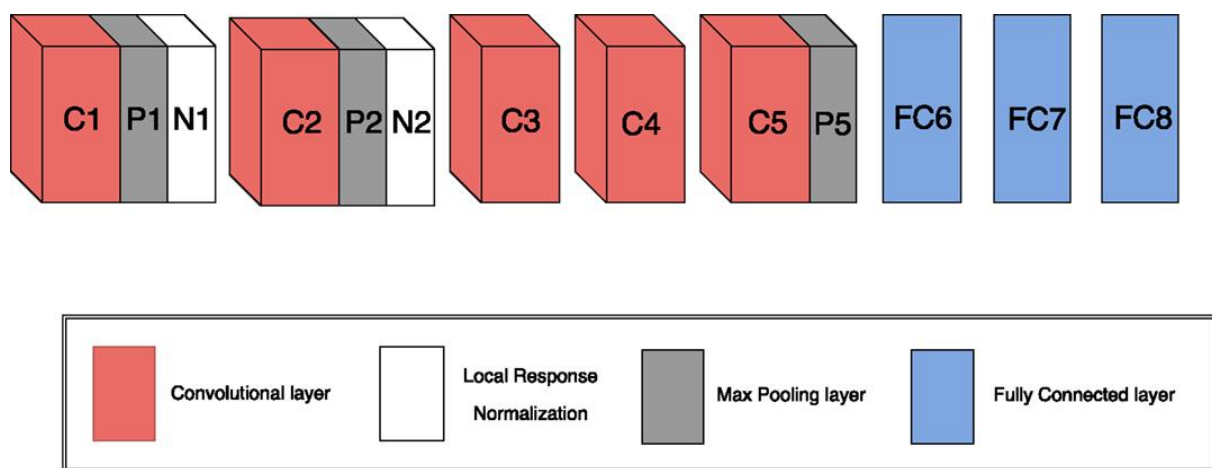 C1 P1 N1 C2 P2 N2 C3 C4 C5 P5 FC6 FC7 FC8
Convolutional layer
Local Response
Normalization
Max Pooling layer
Fully Connected layer